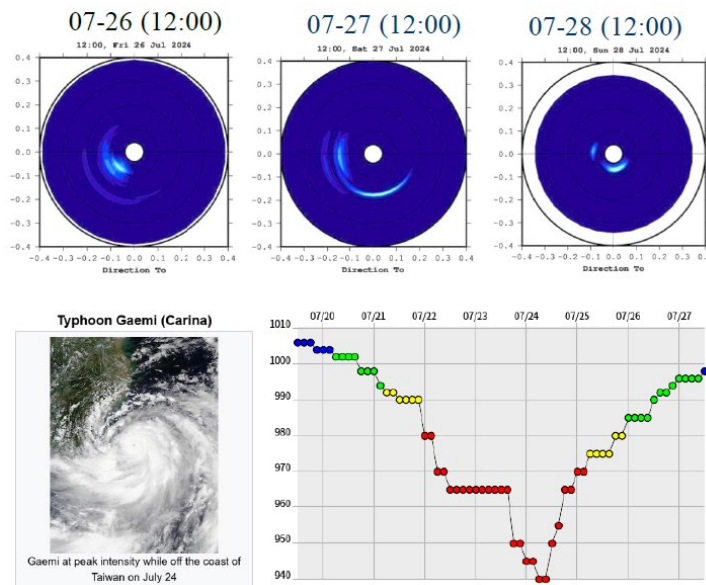 07-26 (12:00)
07-27 (12:00)
07-28 (12:00)
12:00, Fri 26 Jul 2024
12:00, Sat 27 Jul 2024
12:00, Sun 28 Jul 2024
0.4
0.3
0.2
0.1
0.0
-0.1
-0.2
-0.3
-0.4
-0.4 -0.3 -0.2 -0.1 0.0 0.1 0.2 0.3 0.4
Direction To
0.4
0.3
0.2
0.1
0.0
-0.1
-0.2
-0.3
-0.4
-0.4 -0.3 -0.2 -0.1 0.0 0.1 0.2 0.3 0.4
Direction To
0.4
0.3
0.2
0.1
0.0
-0.1
-0.2
-0.3
-0.4
-0.4 -0.3 -0.2 -0.1 0.0 0.1 0.2 0.3 0.4
Direction To
Typhoon Gaemi (Carina)
Gaemi at peak intensity while off the coast of
Taiwan on July 24
07/20 07/21 07/22 07/23 07/24 07/25 07/26 07/27
1010
1000
990
980
970
960
950
940